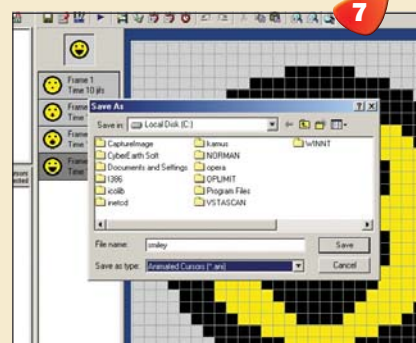 7
Frame 1
Time 10 jifs
Frame
Time
Frame
Time
Frame
Time
Save As
Save in: Local Disk (C:)
CaptureImage kamus WINNT
CyberEarth Soft NORMAN
Documents and Settings opera
I386 OPLIMIT
icolib Program Files
inetcd VSTASCAN
File name: smiley Save
Save as type: Animated Cursors (*.ani) Cancel